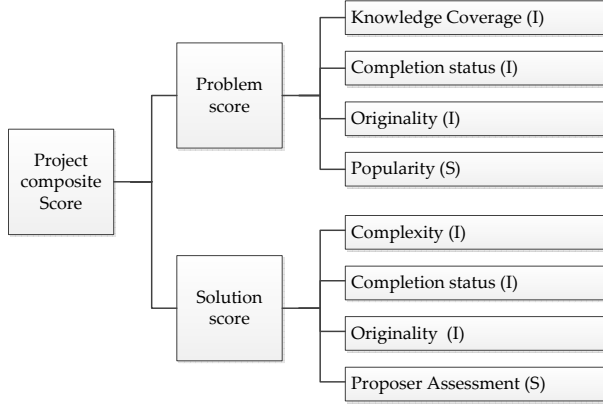 Project
composite
Score
Problem
score
Knowledge Coverage (I)
Completion status (I)
Originality (I)
Popularity (S)
Solution
score
Complexity (I)
Completion status (I)
Originality  (I)
Proposer Assessment (S)